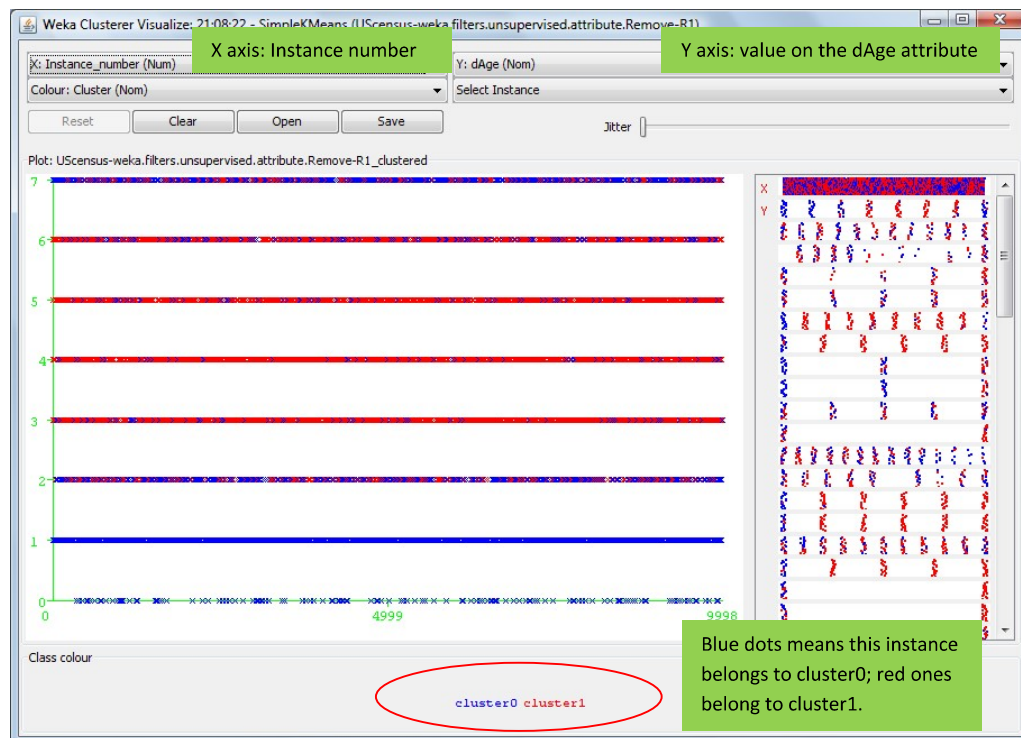 Weka Clusterer Visualize: 21:08:22 - SimpleKMeans (UScensus-weka.filters.unsupervised.attribute.Remove-R1)
X axis: Instance number
Y axis: value on the dAge attribute
X: Instance_number (Num)
Y: dAge (Nom)
Colour: Cluster (Nom)
Select Instance
Reset
Clear
Open
Save
Jitter
Plot: UScensus-weka.filters.unsupervised.attribute.Remove-R1_clustered
7
6
5
4
3
2
1
0
0
4999
9998
X
Y
Blue dots means this instance
belongs to cluster0; red ones
belong to cluster1.
Class colour
cluster0 cluster1